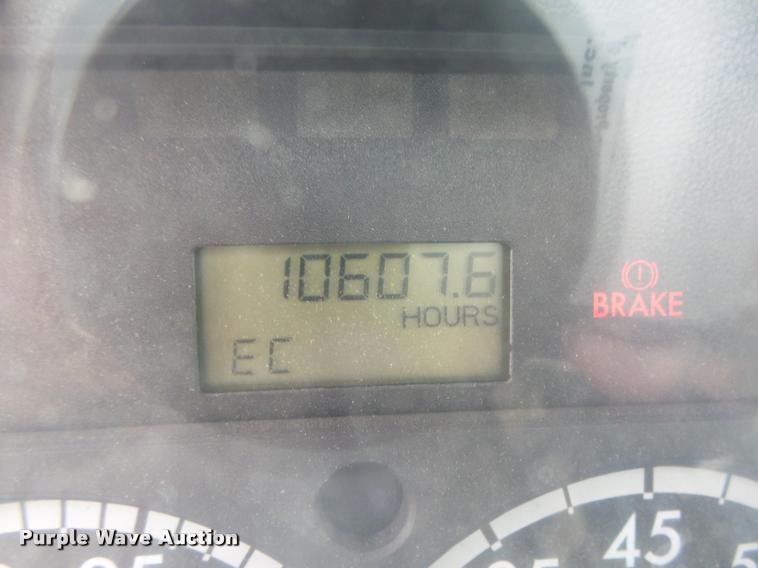 10607.6
HOURS
BRAKE
EC
45
Purple Wave Auction